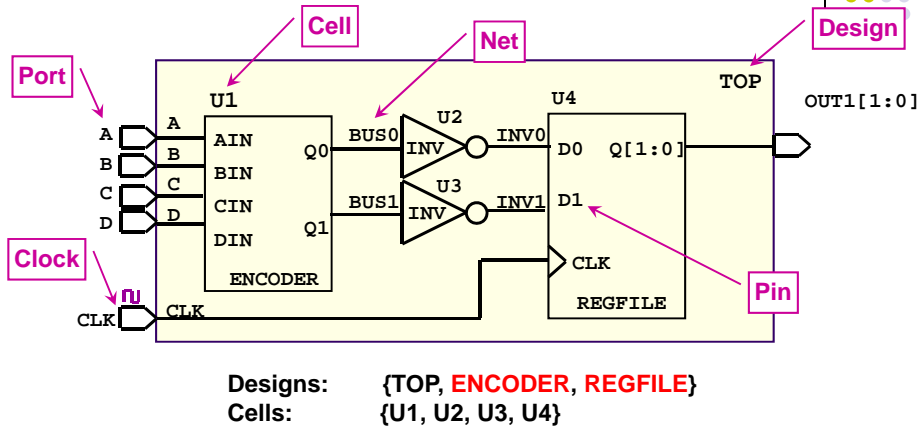 Cell
Net
Design
Port
TOP
OUT1[1:0]
U1
U2
U4
A
A
AIN
Q0
BUS0
INV
INV0
D0
Q[1:0]
B
B
BIN
C
C
CIN
U3
D
D
DIN
Q1
BUS1
INV
INV1
D1
Clock
ENCODER
CLK
Pin
REGFILE
CLK
CLK
Designs: {TOP, ENCODER, REGFILE}
Cells: {U1, U2, U3, U4}